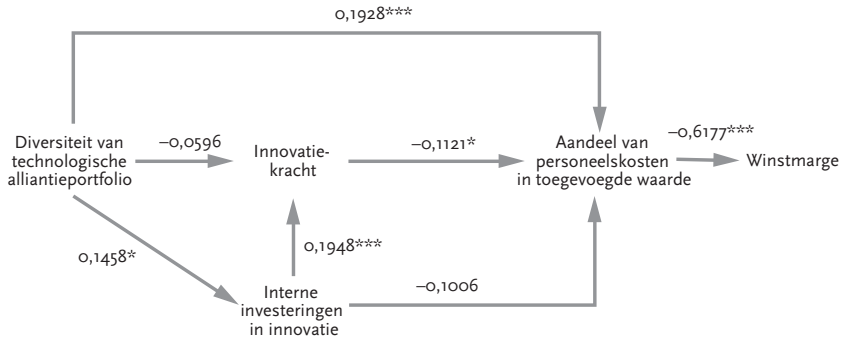 0,1928***
Diversiteit van
technologische
alliantieportfolio
–0,0596
Innovatie-
kracht
–0,1121*
Aandeel van
personeelskosten
in toegevoegde waarde
–0,6177***
Winstmarge
0,1458*
0,1948***
Interne
investeringen
in innovatie
–0,1006